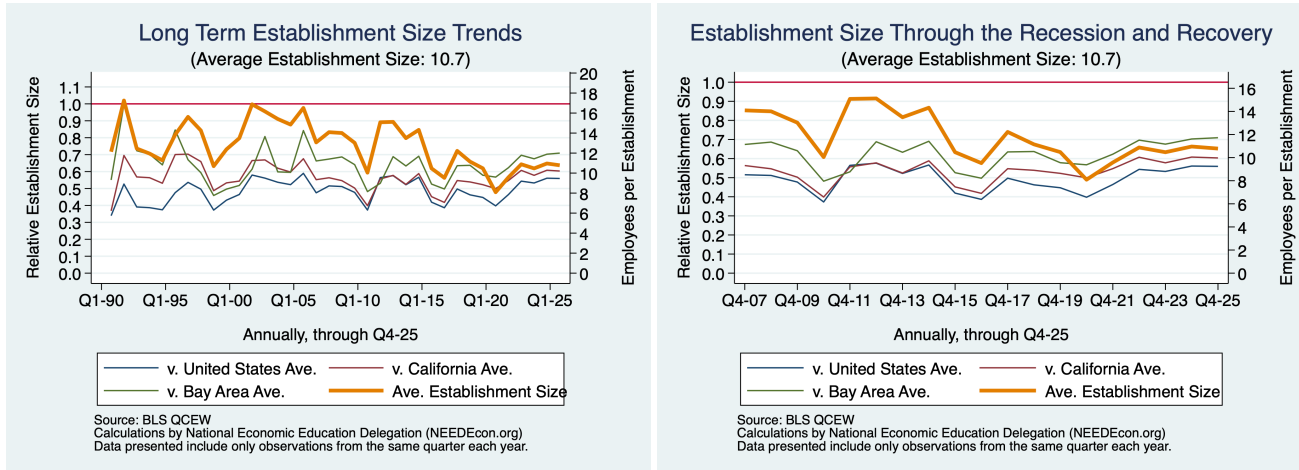 Long Term Establishment Size Trends
(Average Establishment Size: 10.7)
Relative Establishment Size
1.1
1.0
0.9
0.8
0.7
0.6
0.5
0.4
0.3
0.2
0.1
0.0
20
18
16
14
12
10
8
6
4
2
0
Employees per Establishment
Q1-90 Q1-95 Q1-00 Q1-05 Q1-10 Q1-15 Q1-20 Q1-25
Annually, through Q4-25
v. United States Ave. v. California Ave.
v. Bay Area Ave. Ave. Establishment Size
Source: BLS QCEW
Calculations by National Economic Education Delegation (NEEDEcon.org)
Data presented include only observations from the same quarter each year.
Establishment Size Through the Recession and Recovery
(Average Establishment Size: 10.7)
Relative Establishment Size
1.0
0.9
0.8
0.7
0.6
0.5
0.4
0.3
0.2
0.1
0.0
16
14
12
10
8
6
4
2
0
Employees per Establishment
Q4-07 Q4-09 Q4-11 Q4-13 Q4-15 Q4-17 Q4-19 Q4-21 Q4-23 Q4-25
Annually, through Q4-25
v. United States Ave. v. California Ave.
v. Bay Area Ave. Ave. Establishment Size
Source: BLS QCEW
Calculations by National Economic Education Delegation (NEEDEcon.org)
Data presented include only observations from the same quarter each year.